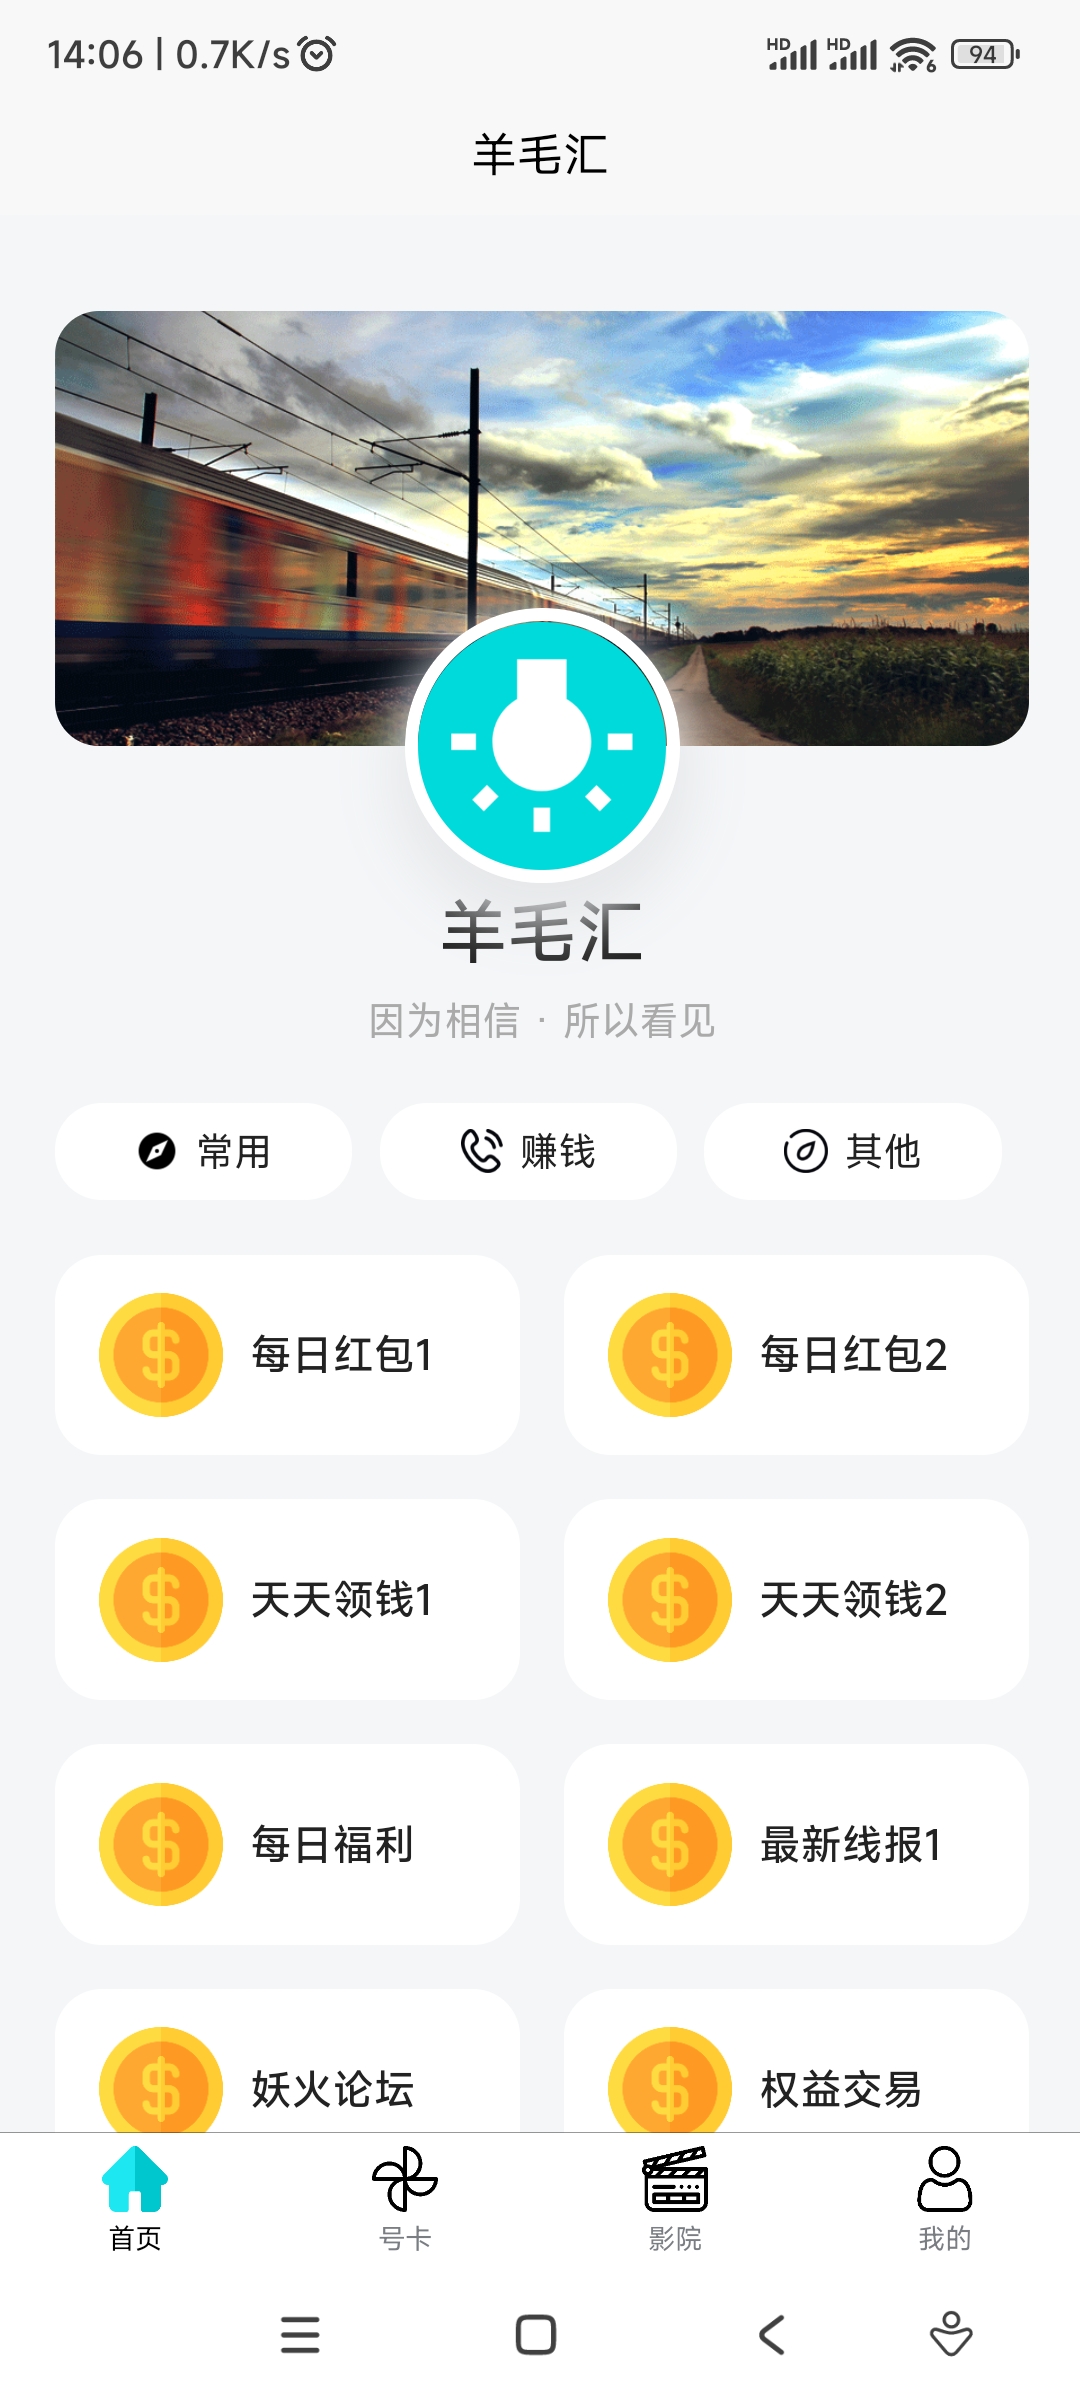 14:06 | 0.7K/s
HD HD 6 94
羊毛汇
羊毛汇
因为相信 · 所以看见
常用 赚钱 其他
每日红包1 每日红包2
天天领钱1 天天领钱2
每日福利 最新线报1
妖火论坛 权益交易
首页 号卡 影院 我的